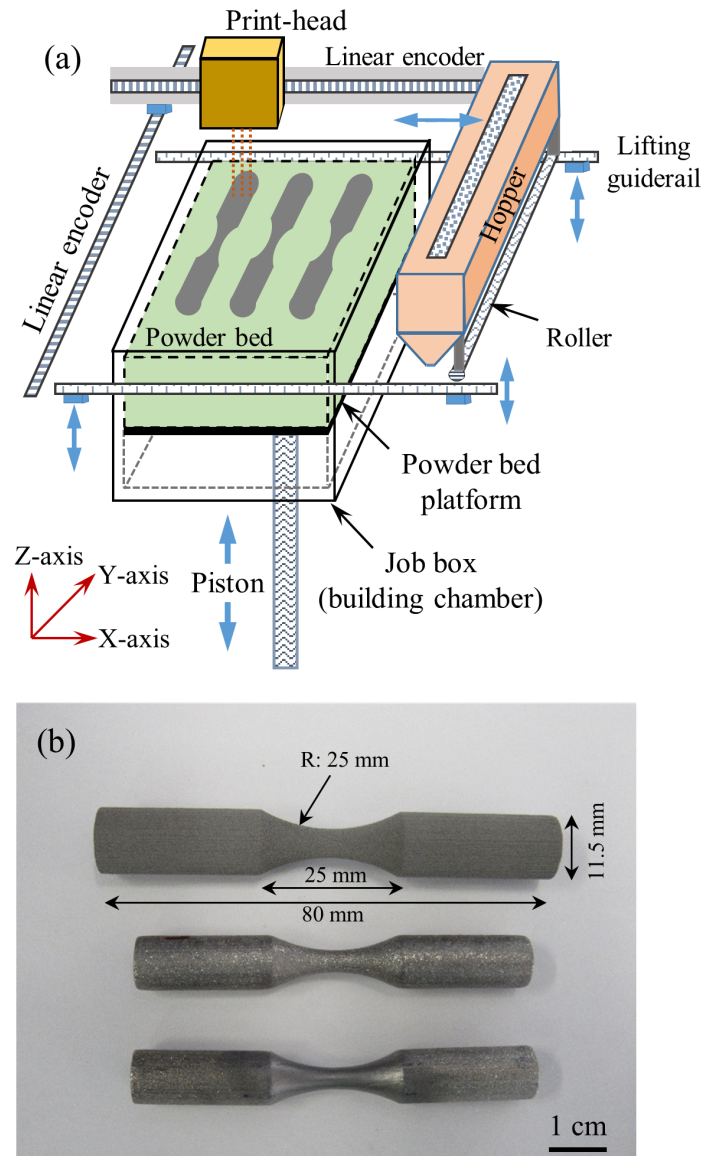 Print-head
(a)
Linear encoder
Linear encoder
Lifting
guiderail
Hopper
Roller
Powder bed
Powder bed
platform
Job box
(building chamber)
Piston
Z-axis
Y-axis
X-axis
(b)
R: 25 mm
11.5 mm
25 mm
80 mm
1 cm